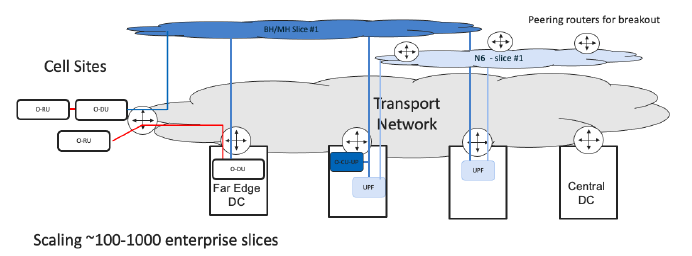 BH/MH Slice #1
Peering routers for breakout
N6 - slice #1
Cell Sites
O-RU
O-DU
Transport
Network
O-RU
O-DU
O-CU-UP
UPF
UPF
Far Edge
DC
Central
DC
Scaling ~100-1000 enterprise slices